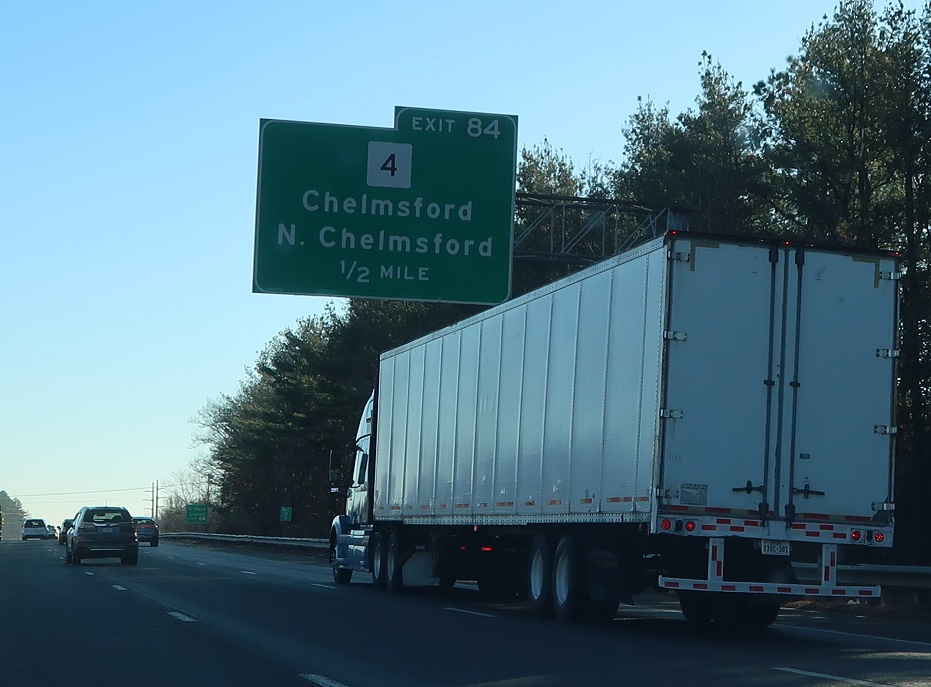 EXIT 84
4
Chelmsford
N. Chelmsford
1/2 MILE